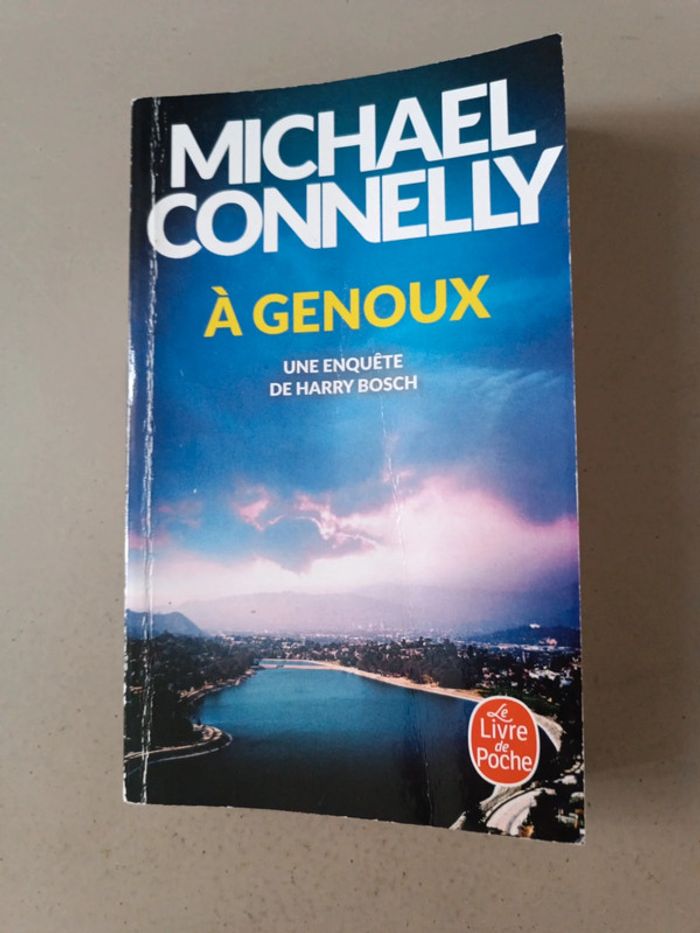 MICHAEL
CONNELLY
À GENOUX
UNE ENQUÊTE
DE HARRY BOSCH
Le
Livre
de
Poche